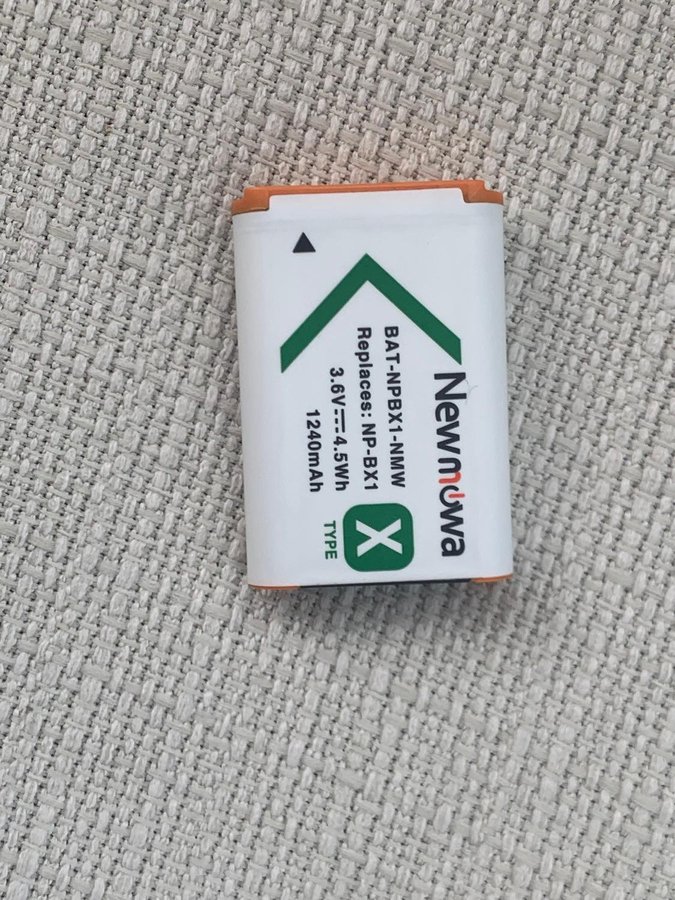 Newmowa
BAT-NPBX1-NMW
Replaces: NP-BX1
3.6V⎓4.5Wh
1240mAh
X
TYPE